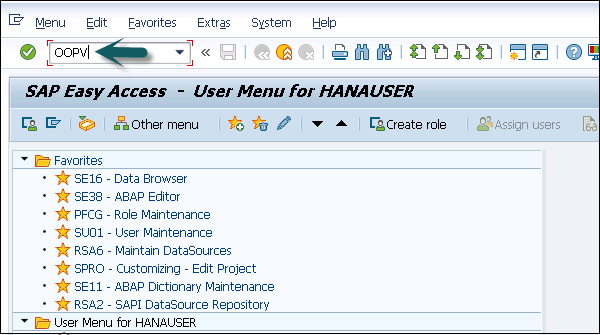 Menu Edit Favorites Extras System Help
OOPV
SAP Easy Access - User Menu for HANAUSER
Other menu Create role Assign users
Favorites
SE16 - Data Browser
SE38 - ABAP Editor
PFCG - Role Maintenance
SU01 - User Maintenance
RSA6 - Maintain DataSources
SPRO - Customizing - Edit Project
SE11 - ABAP Dictionary Maintenance
RSA2 - SAPI DataSource Repository
User Menu for HANAUSER